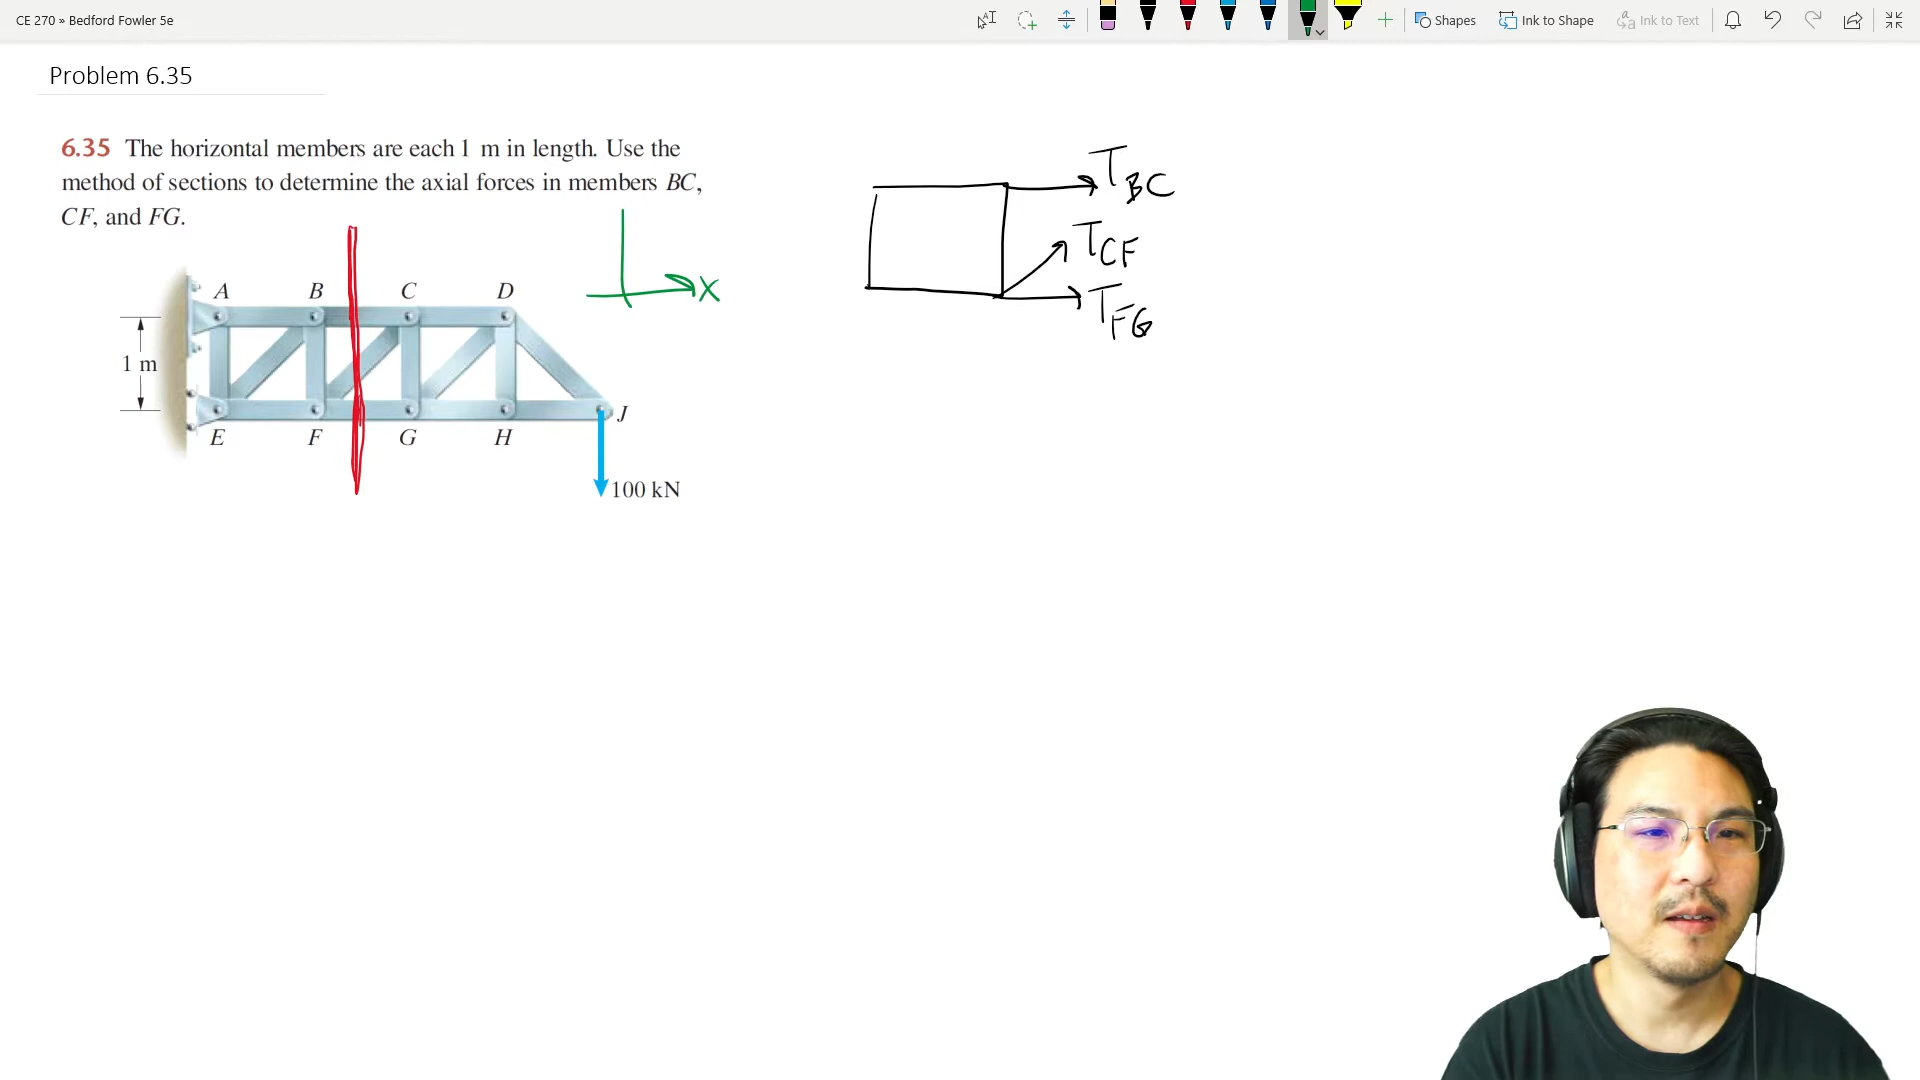 CE 270 » Bedford Fowler 5e
Shapes
Ink to Shape
Ink to Text
Problem 6.35
6.35 The horizontal members are each 1 m in length. Use the
method of sections to determine the axial forces in members BC,
CF, and FG.
A B C D
1 m
E F G H
J
100 kN
x
T_BC
T_CF
T_FG